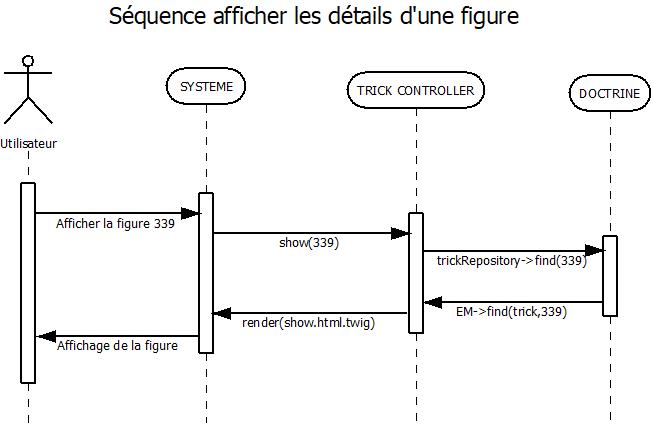 Séquence afficher les détails d'une figure
SYSTEME
TRICK CONTROLLER
DOCTRINE
Utilisateur
Afficher la figure 339
show(339)
trickRepository->find(339)
EM->find(trick,339)
render(show.html.twig)
Affichage de la figure